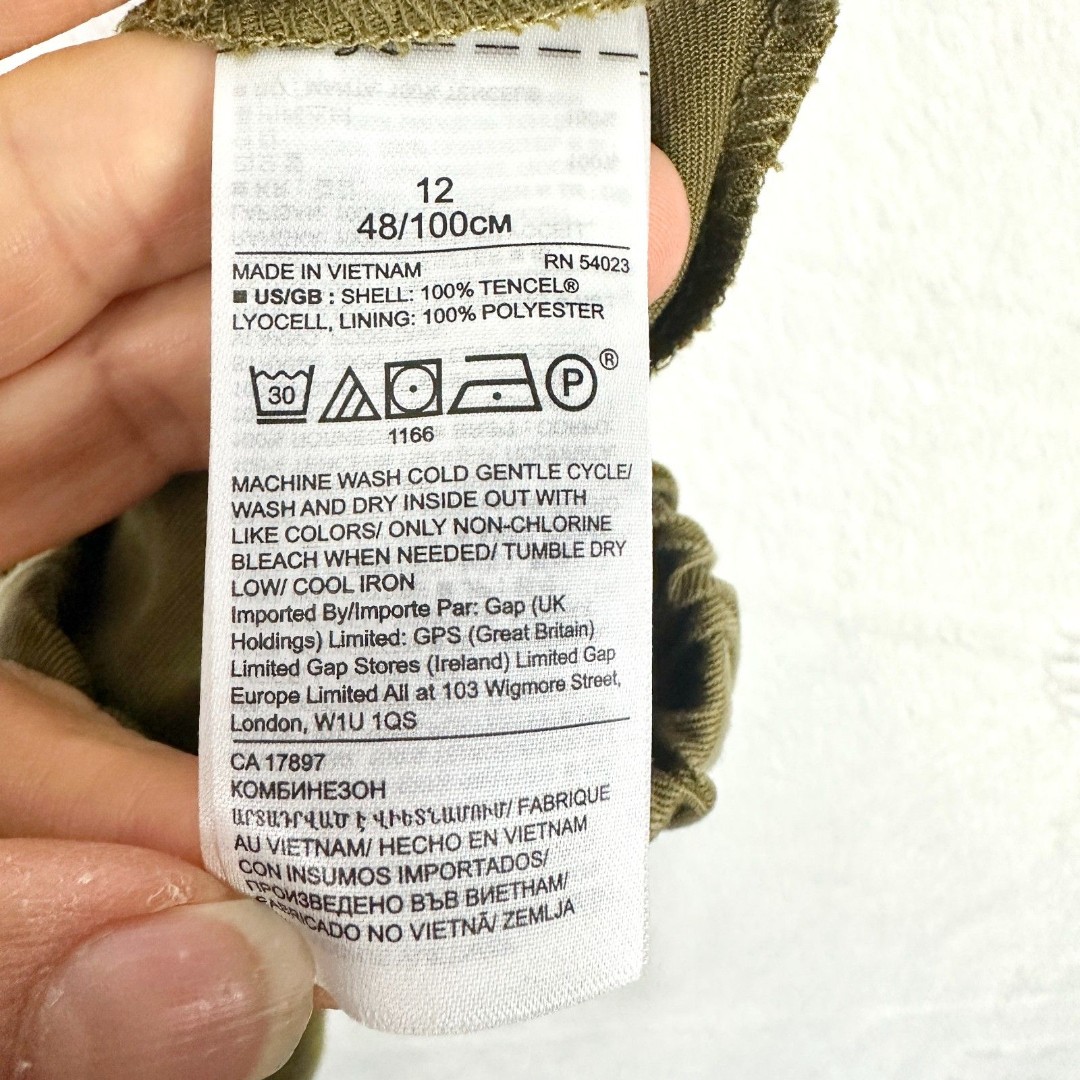 12
48/100CM
MADE IN VIETNAM RN 54023
■ US/GB : SHELL: 100% TENCEL®
LYOCELL, LINING: 100% POLYESTER
30 P ®
1166
MACHINE WASH COLD GENTLE CYCLE/
WASH AND DRY INSIDE OUT WITH
LIKE COLORS/ ONLY NON-CHLORINE
BLEACH WHEN NEEDED/ TUMBLE DRY
LOW/ COOL IRON
Imported By/Importe Par: Gap (UK
Holdings) Limited: GPS (Great Britain)
Limited Gap Stores (Ireland) Limited Gap
Europe Limited All at 103 Wigmore Street,
London, W1U 1QS
CA 17897
КОМБИНЕЗОН
ԱՐՏԱԴՐՎԱԾ Է ՎԻԵՏՆԱՄՈՒՄ/ FABRIQUE
AU VIETNAM/ HECHO EN VIETNAM
CON INSUMOS IMPORTADOS/
ПРОИЗВЕДЕНО ВЪВ ВИЕТНАМ/
FABRICADO NO VIETNÃ/ ZEMLJA